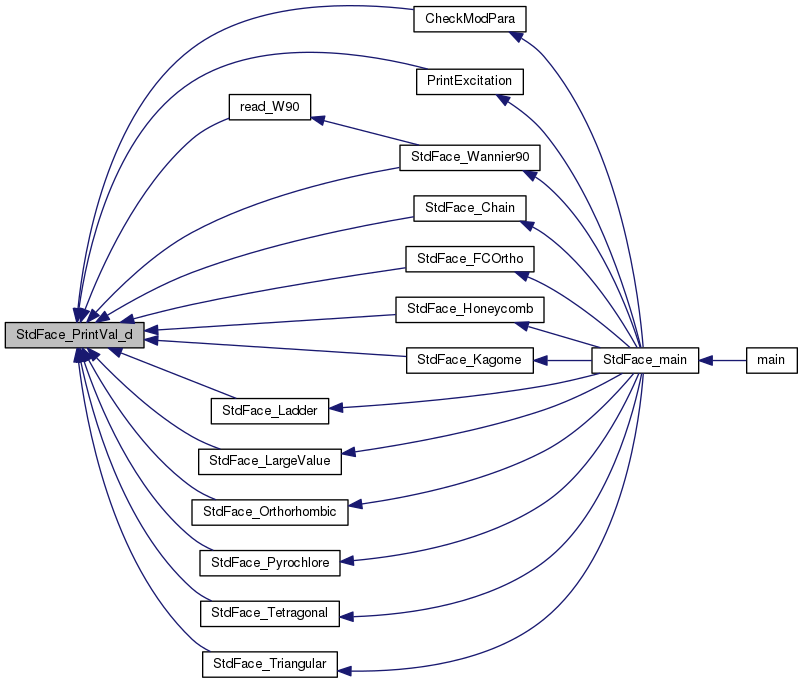 CheckModPara
PrintExcitation
read_W90
StdFace_Wannier90
StdFace_Chain
StdFace_FCOrtho
StdFace_Honeycomb
StdFace_PrintVal_d
StdFace_Kagome
StdFace_main
main
StdFace_Ladder
StdFace_LargeValue
StdFace_Orthorhombic
StdFace_Pyrochlore
StdFace_Tetragonal
StdFace_Triangular